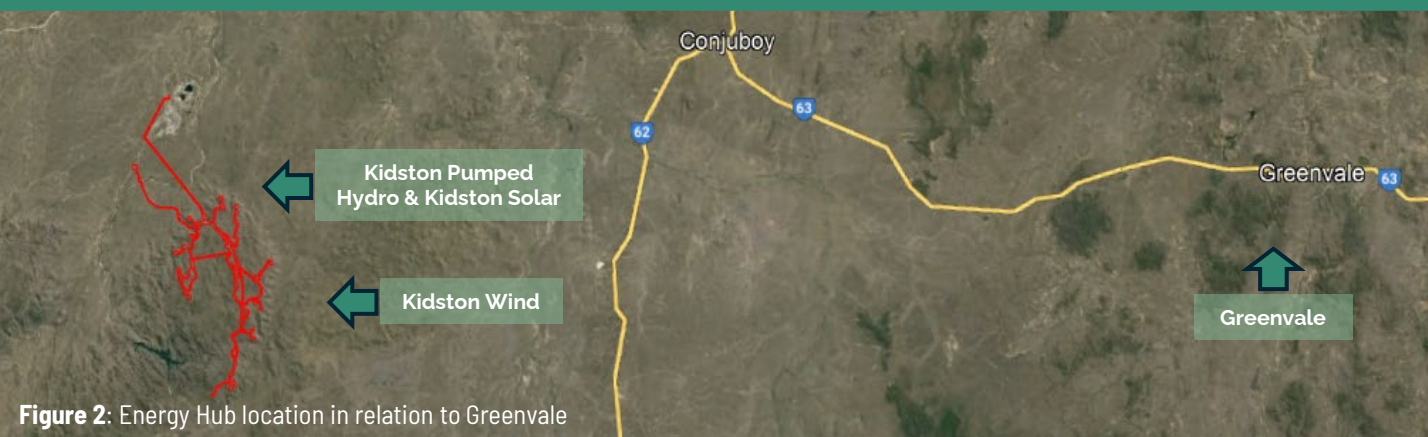 Conjuboy
63
62
Kidston Pumped
Hydro & Kidston Solar
Greenvale
63
Kidston Wind
Greenvale
Figure 2: Energy Hub location in relation to Greenvale